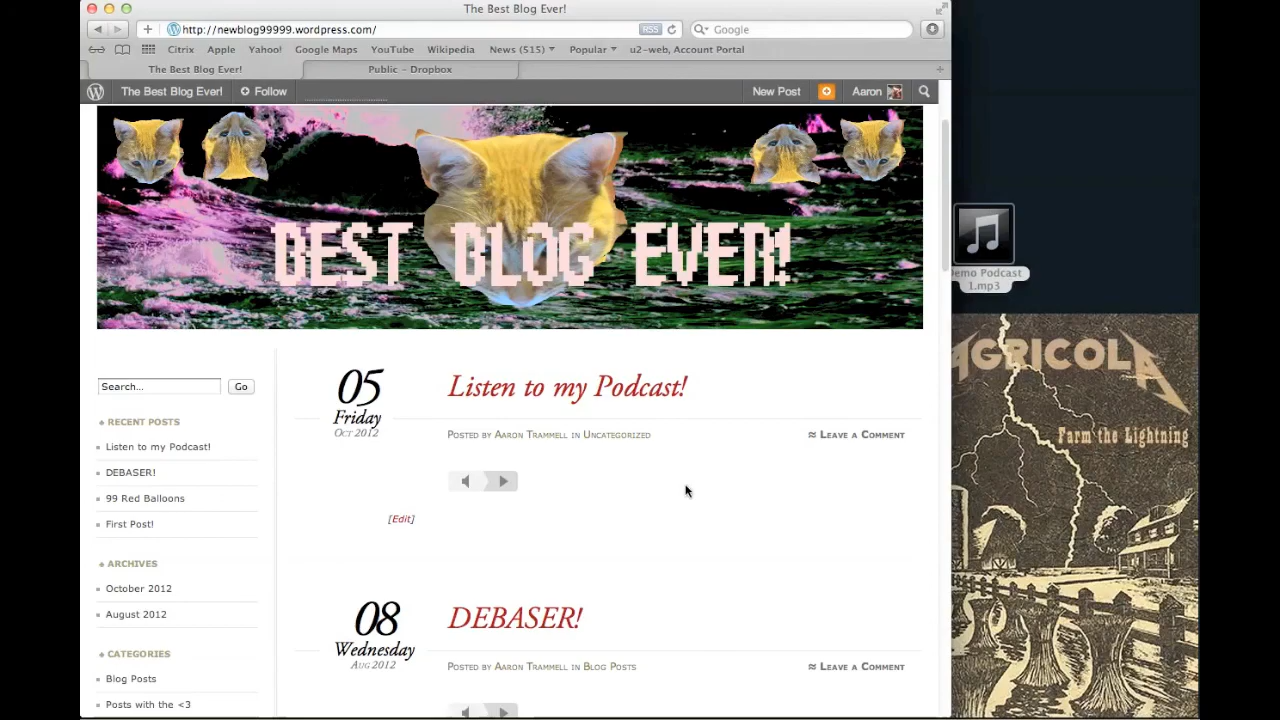 The Best Blog Ever!
http://newblog99999.wordpress.com/
RSS
Google
Citrix
Apple
Yahoo!
Google Maps
YouTube
Wikipedia
News (515)
Popular
u2-web, Account Portal
The Best Blog Ever!
Public – Dropbox
The Best Blog Ever!
Follow
New Post
Aaron
BEST BLOG EVER!
Search...
Go
RECENT POSTS
Listen to my Podcast!
DEBASER!
99 Red Balloons
First Post!
ARCHIVES
October 2012
August 2012
CATEGORIES
Blog Posts
Posts with the <3
05
Friday
Oct 2012
Listen to my Podcast!
Posted by Aaron Trammell in Uncategorized
≈ Leave a Comment
[Edit]
08
Wednesday
Aug 2012
DEBASER!
Posted by Aaron Trammell in Blog Posts
≈ Leave a Comment
Demo Podcast
1.mp3
AGRICOLA
Farm the Lightning